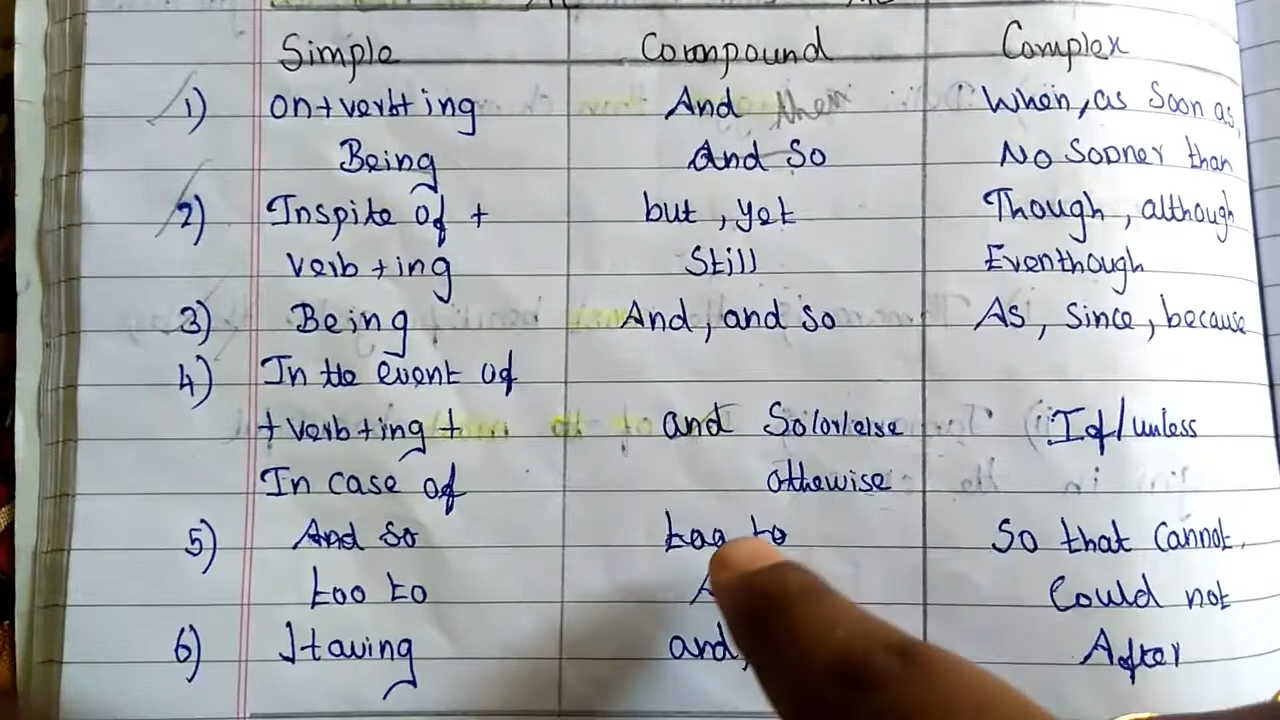 Simple Compound Complex
1) On+verb+ing And then When, as Soon as,
Being And So No Sooner than
2) Inspite of + but, yet Though, although
verb +ing Still Eventhough
3) Being And, and so As, Since, because
4) In the event of
+verb+ing + and So/or/else If/unless
In case of othewise
5) And so too to So that Cannot,
too to Could not
6) Having and, After